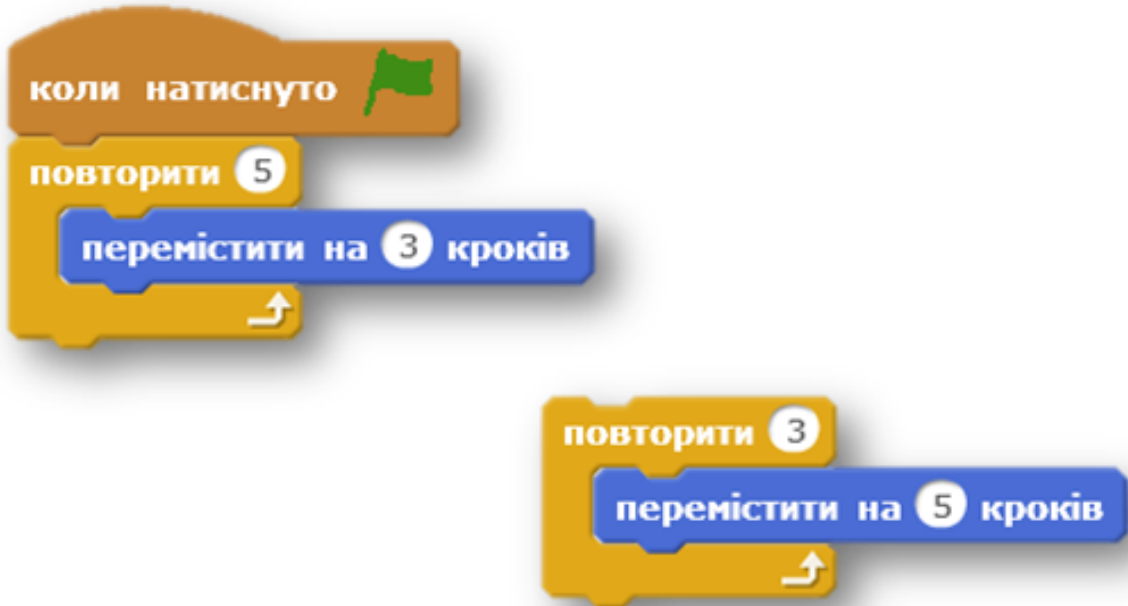 коли натиснуто
повторити 5
перемістити на 3 кроків
повторити 3
перемістити на 5 кроків